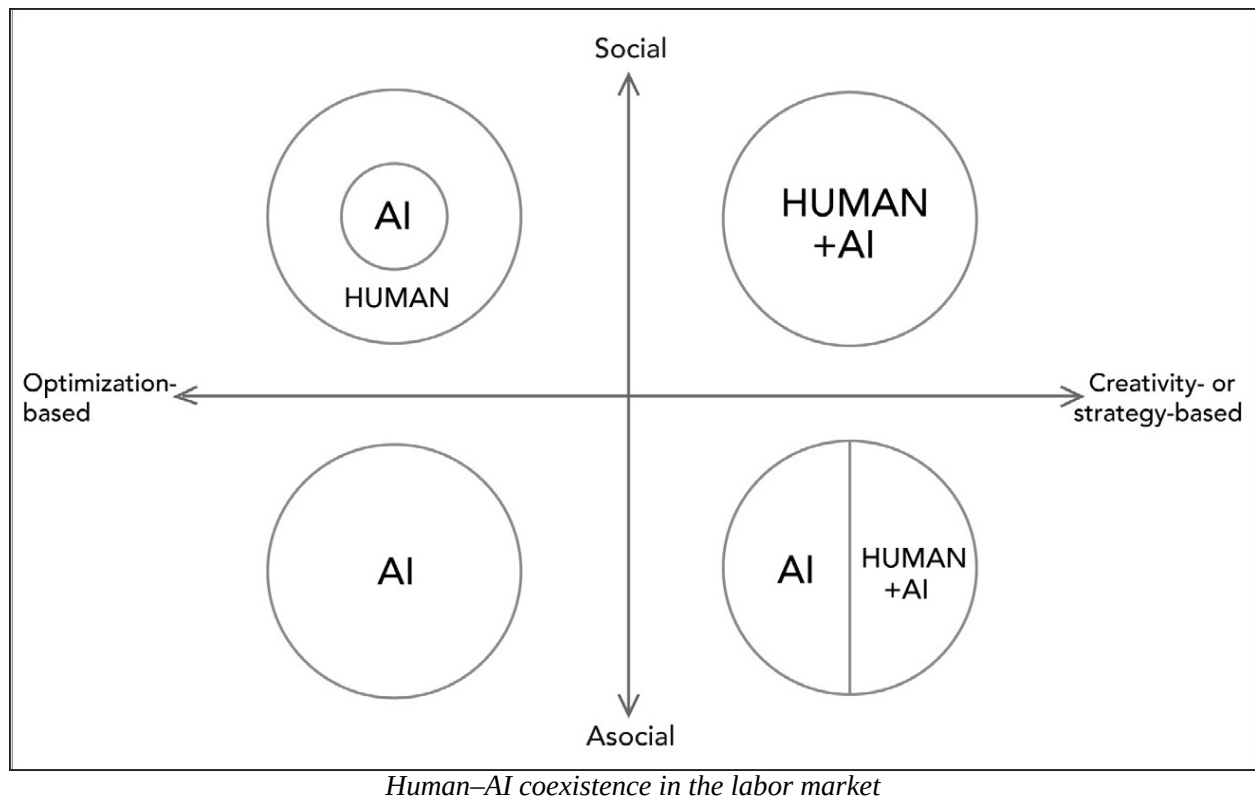 Social
AI
HUMAN
HUMAN
+AI
Optimization-
based
Creativity- or
strategy-based
AI
AI
HUMAN
+AI
Asocial
Human–AI coexistence in the labor market